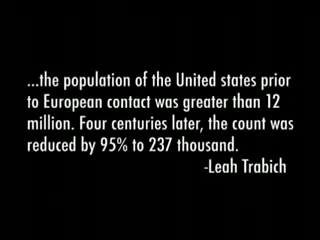 ...the population of the United states prior
to European contact was greater than 12
million. Four centuries later, the count was
reduced by 95% to 237 thousand.
-Leah Trabich